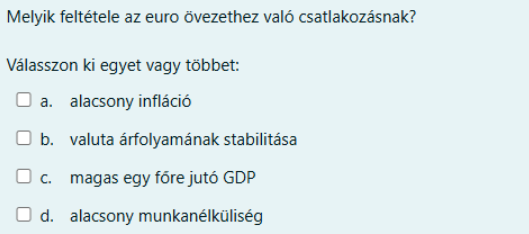 Melyik feltétele az euro övezethez való csatlakozásnak?
Válasszon ki egyet vagy többet:
a. alacsony infláció
b. valuta árfolyamának stabilitása
c. magas egy főre jutó GDP
d. alacsony munkanélküliség